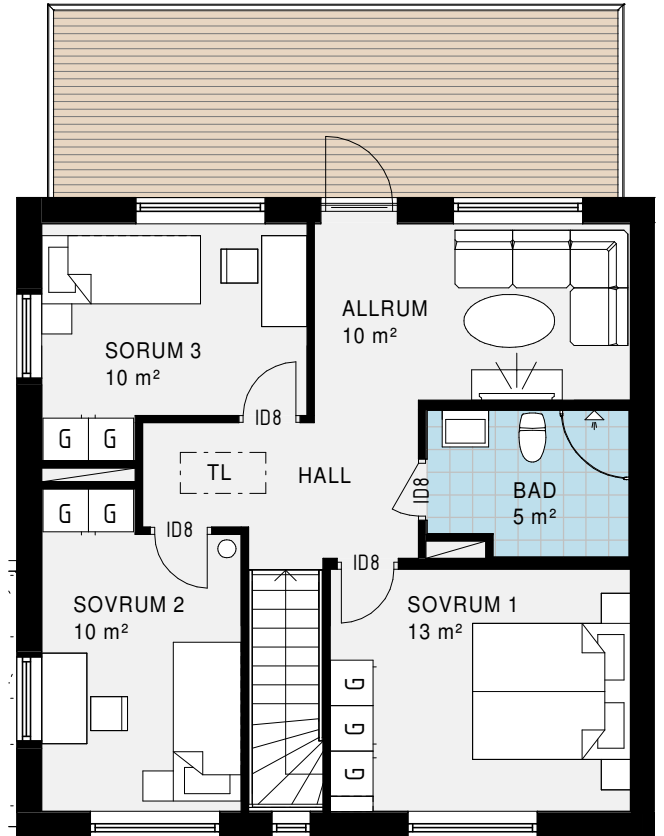 ALLRUM
10 m²
SORUM 3
10 m²
ID8
G G
TL
HALL
ID8
BAD
5 m²
G G
ID8
ID8
SOVRUM 2
10 m²
SOVRUM 1
13 m²
G
G
G